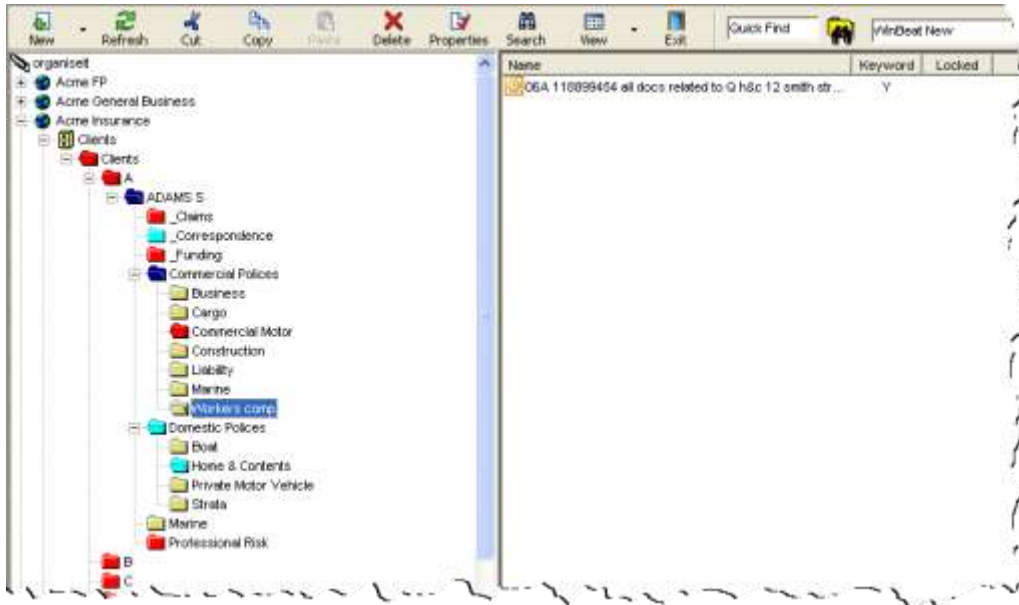 New Refresh Cut Copy Paste Delete Properties Search View Exit Quick Find WinBeat New
organiseit
Name Keyword Locked
Acme FP
06A 118899454 all docs related to Q h&c 12 smith str... Y
Acme General Business
Acme Insurance
Clients
Clients
A
ADAMS S
_Claims
_Correspondence
_Funding
Commercial Polices
Business
Cargo
Commercial Motor
Construction
Liability
Marine
Workers comp
Domestic Polices
Boat
Home & Contents
Private Motor Vehicle
Strata
Marine
Professional Risk
B
C